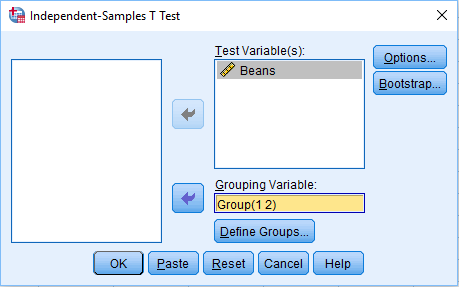 Independent-Samples T Test
Test Variable(s):
Beans
Options...
Bootstrap...
Grouping Variable:
Group(1 2)
Define Groups...
OK Paste Reset Cancel Help